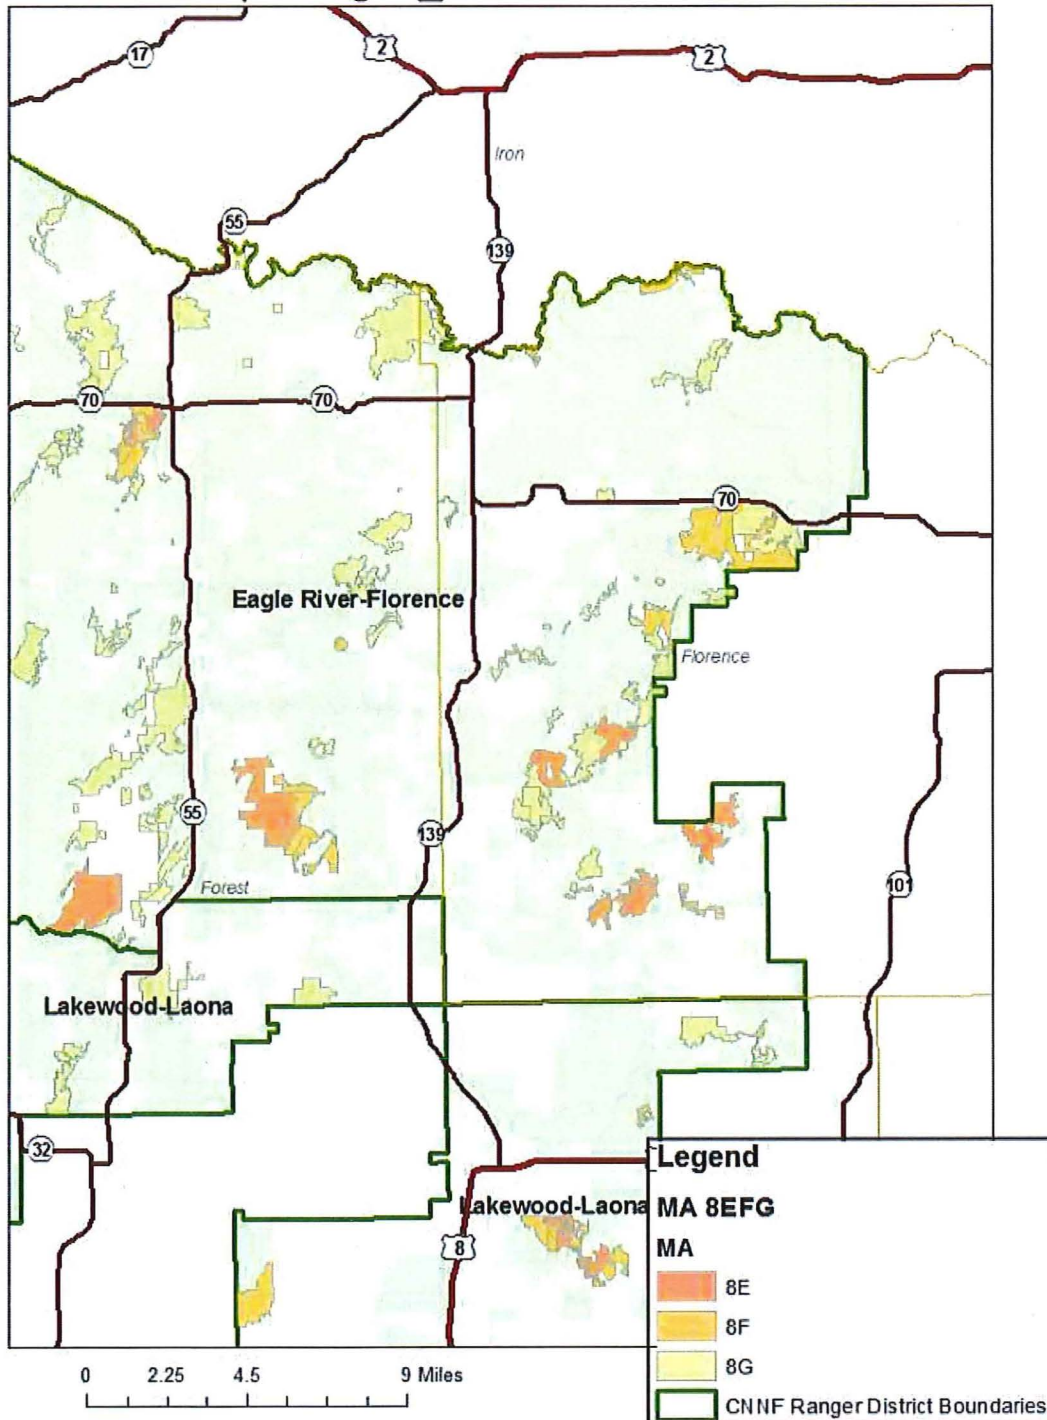 17
2
2
Iron
55
139
70
70
70
Eagle River-Florence
Florence
55
139
101
Forest
Lakewood-Laona
32
Lakewood-Laona
8
Legend
MA 8EFG
MA
8E
8F
8G
CNNF Ranger District Boundaries
0 2.25 4.5 9 Miles